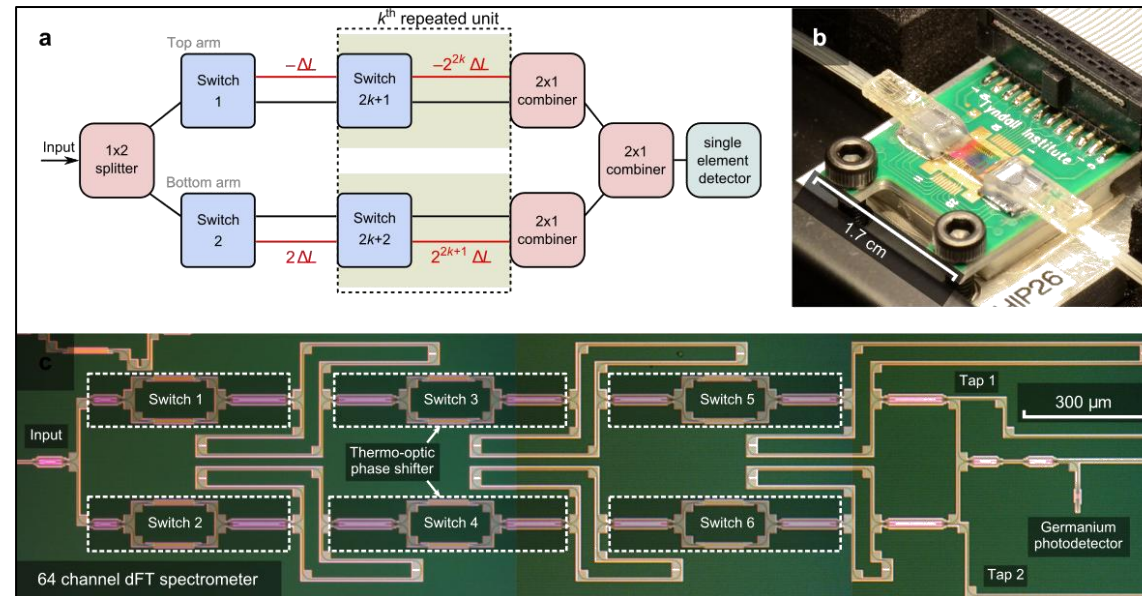 a
k th repeated unit
Top arm
−ΔL
−2^2k ΔL
Switch
1
Switch
2k+1
2x1
combiner
Input
1x2
splitter
2x1
combiner
single
element
detector
Bottom arm
Switch
2
Switch
2k+2
2x1
combiner
2ΔL
2^2k+1 ΔL
b
Tyndall Institute
1.7 cm
HIP26
c
Switch 1
Switch 3
Switch 5
Tap 1
300 µm
Input
Thermo-optic
phase shifter
Switch 2
Switch 4
Switch 6
Germanium
photodetector
64 channel dFT spectrometer
Tap 2